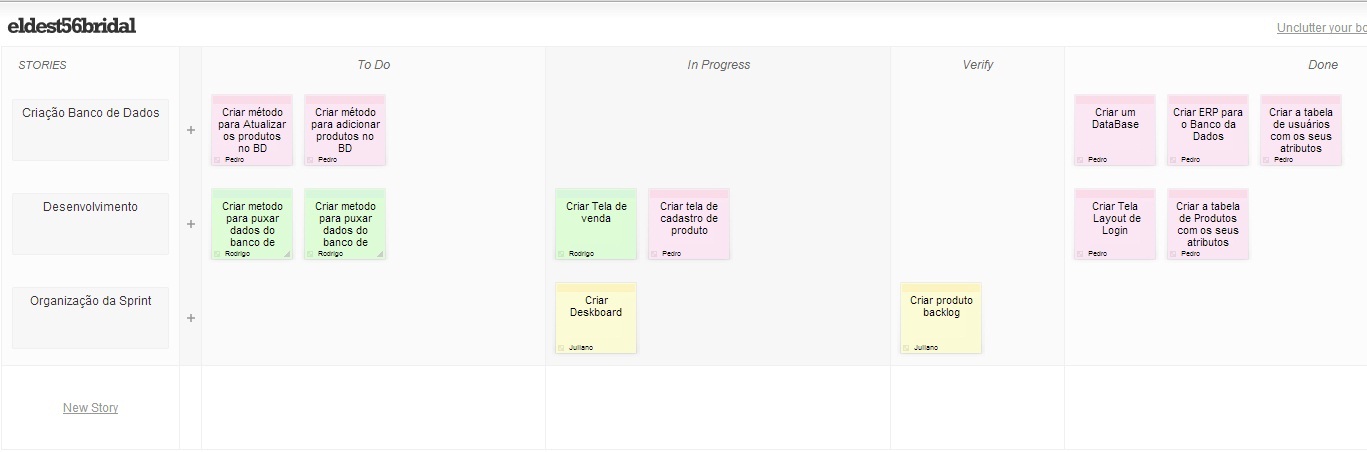 eldest56bridal
Unclutter your bo
STORIES
To Do
In Progress
Verify
Done
Criação Banco de Dados
+
Criar método
para Atualizar
os produtos
no BD
Pedro
Criar método
para adicionar
produtos no
BD
Pedro
Criar um
DataBase
Pedro
Criar ERP para
o Banco da
Dados
Pedro
Criar a tabela
de usuários
com os seus
atributos
Pedro
Desenvolvimento
+
Criar metodo
para puxar
dados do
banco de
Rodrigo
Criar metodo
para puxar
dados do
banco de
Rodrigo
Criar Tela de
venda
Rodrigo
Criar tela de
cadastro de
produto
Pedro
Criar Tela
Layout de
Login
Pedro
Criar a tabela
de Produtos
com os seus
atributos
Pedro
Organização da Sprint
+
Criar
Deskboard
Juliano
Criar produto
backlog
Juliano
New Story